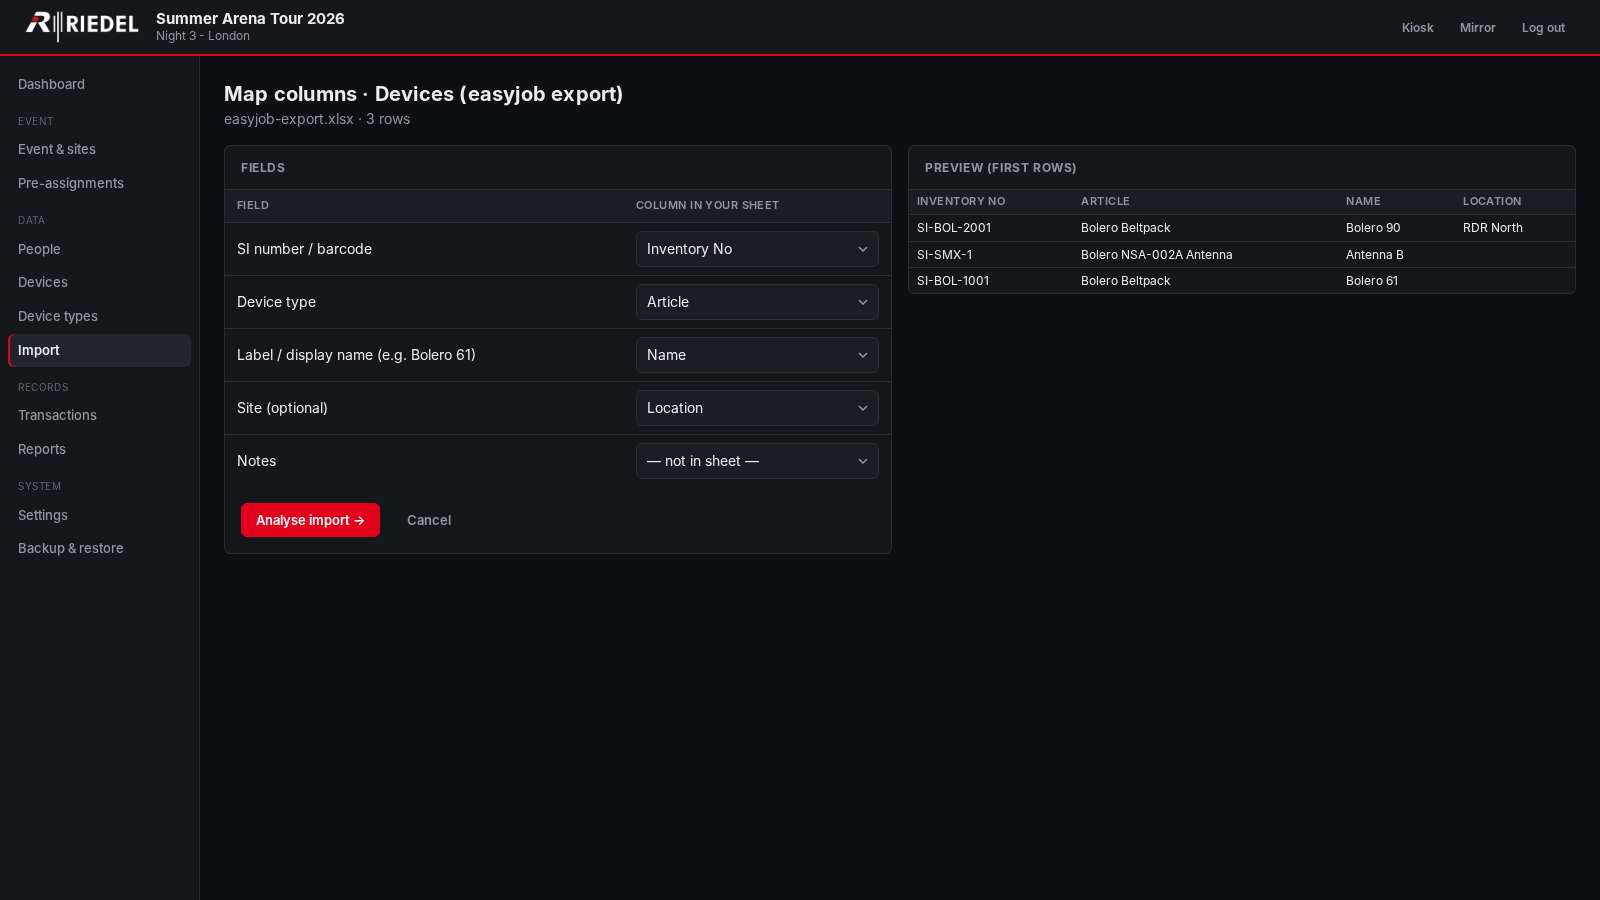 RIEDEL
Summer Arena Tour 2026
Night 3 - London
Kiosk
Mirror
Log out
Dashboard
EVENT
Event & sites
Pre-assignments
DATA
People
Devices
Device types
Import
RECORDS
Transactions
Reports
SYSTEM
Settings
Backup & restore
Map columns · Devices (easyjob export)
easyjob-export.xlsx · 3 rows
FIELDS
FIELD COLUMN IN YOUR SHEET
SI number / barcode Inventory No
Device type Article
Label / display name (e.g. Bolero 61) Name
Site (optional) Location
Notes — not in sheet —
Analyse import →
Cancel
PREVIEW (FIRST ROWS)
INVENTORY NO ARTICLE NAME LOCATION
SI-BOL-2001 Bolero Beltpack Bolero 90 RDR North
SI-SMX-1 Bolero NSA-002A Antenna Antenna B
SI-BOL-1001 Bolero Beltpack Bolero 61